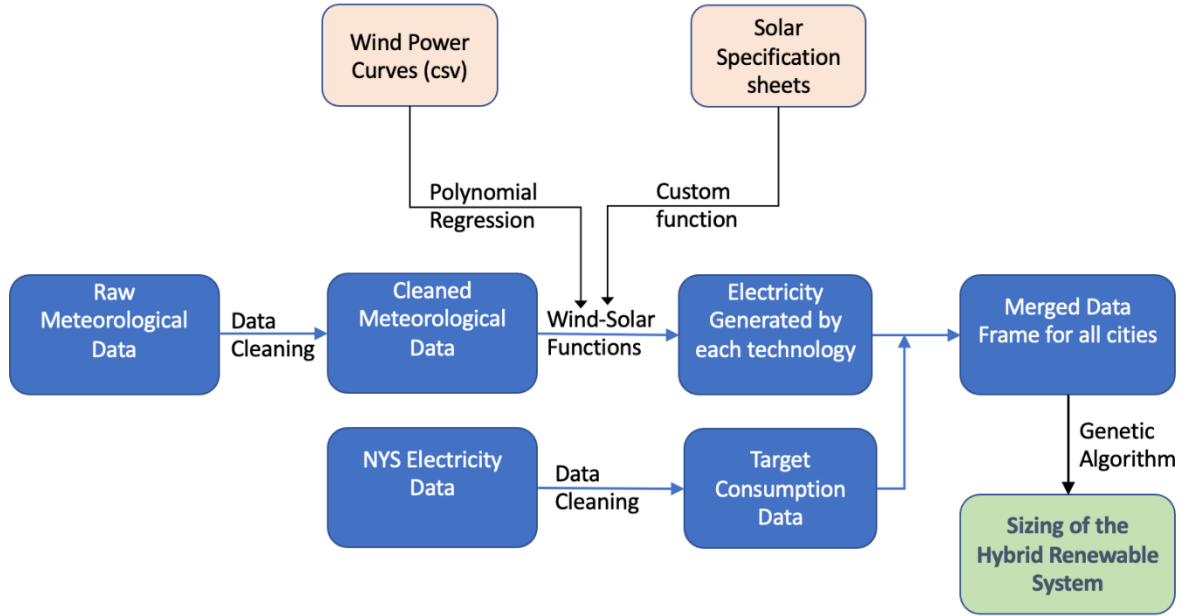 Wind Power
Curves (csv)
Solar
Specification
sheets
Polynomial
Regression
Custom
function
Raw
Meteorological
Data
Data
Cleaning
Cleaned
Meteorological
Data
Wind-Solar
Functions
Electricity
Generated by
each technology
Merged Data
Frame for all cities
NYS Electricity
Data
Data
Cleaning
Target
Consumption
Data
Genetic
Algorithm
Sizing of the
Hybrid Renewable
System